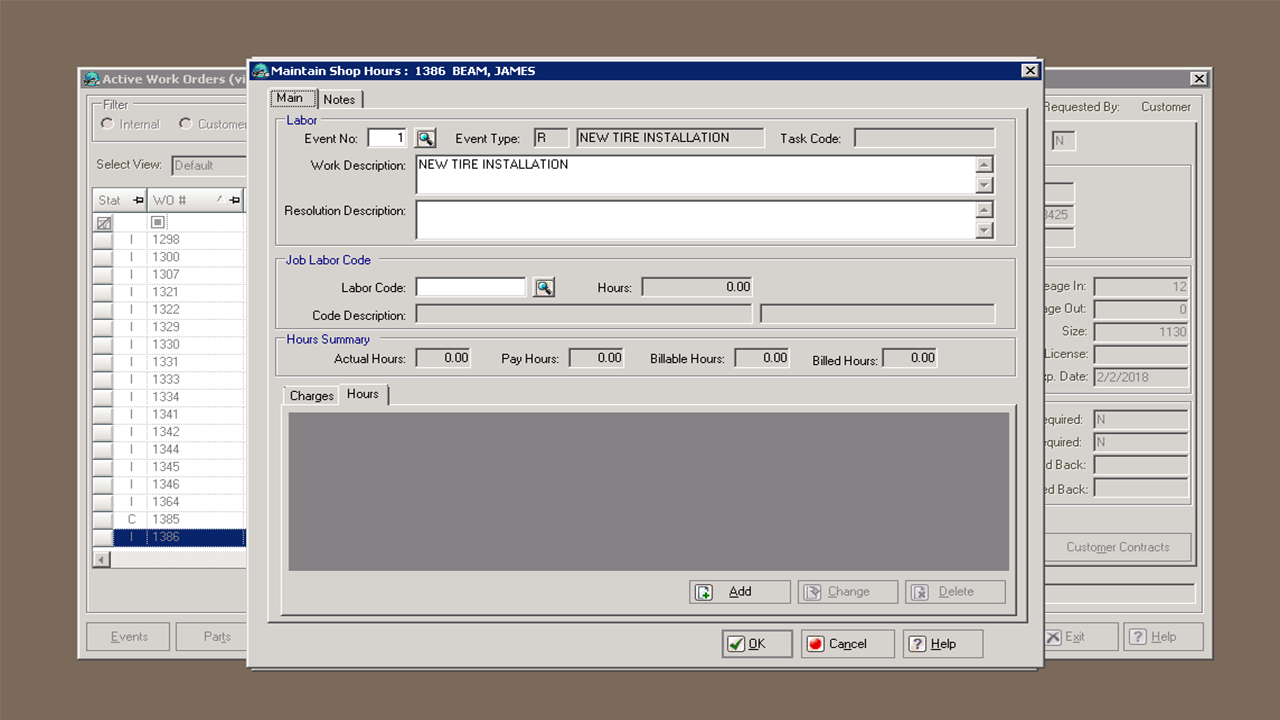 Active Work Orders (vi
Maintain Shop Hours : 1386 BEAM, JAMES
Filter
Internal
Customer
Select View: Default
Stat WO #
I 1298
I 1300
I 1307
I 1321
I 1322
I 1329
I 1330
I 1331
I 1333
I 1334
I 1341
I 1342
I 1344
I 1345
I 1346
I 1364
C 1385
I 1386
Events
Parts
Main Notes
Labor
Event No: 1 Event Type: R NEW TIRE INSTALLATION Task Code:
Work Description: NEW TIRE INSTALLATION
Resolution Description:
Job Labor Code
Labor Code: Hours: 0.00
Code Description:
Hours Summary
Actual Hours: 0.00 Pay Hours: 0.00 Billable Hours: 0.00 Billed Hours: 0.00
Charges Hours
Add Change Delete
OK Cancel Help
Requested By: Customer
N
3425
eage In: 12
age Out: 0
Size: 1130
License:
p. Date: 2/2/2018
equired: N
equired: N
d Back:
ed Back:
Customer Contracts
Exit Help